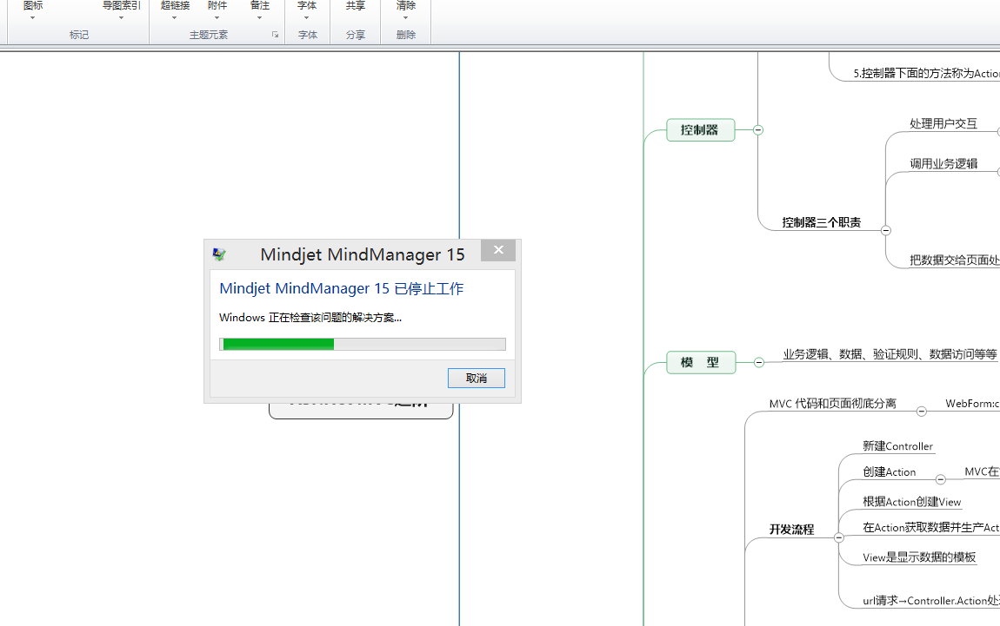 图标
导图索引
超链接
附件
备注
字体
共享
清除
标记
主题元素
字体
分享
删除
5.控制器下面的方法称为Actio
控制器
处理用户交互
调用业务逻辑
控制器三个职责
把数据交给页面处
Mindjet MindManager 15
Mindjet MindManager 15 已停止工作
Windows 正在检查该问题的解决方案...
取消
模 型
业务逻辑、数据、验证规则、数据访问等等
MVC 代码和页面彻底分离
WebForm:c
新建Controller
创建Action
MVC在
根据Action创建View
开发流程
在Action获取数据并生产Act
View是显示数据的模板
url请求→Controller.Action处理